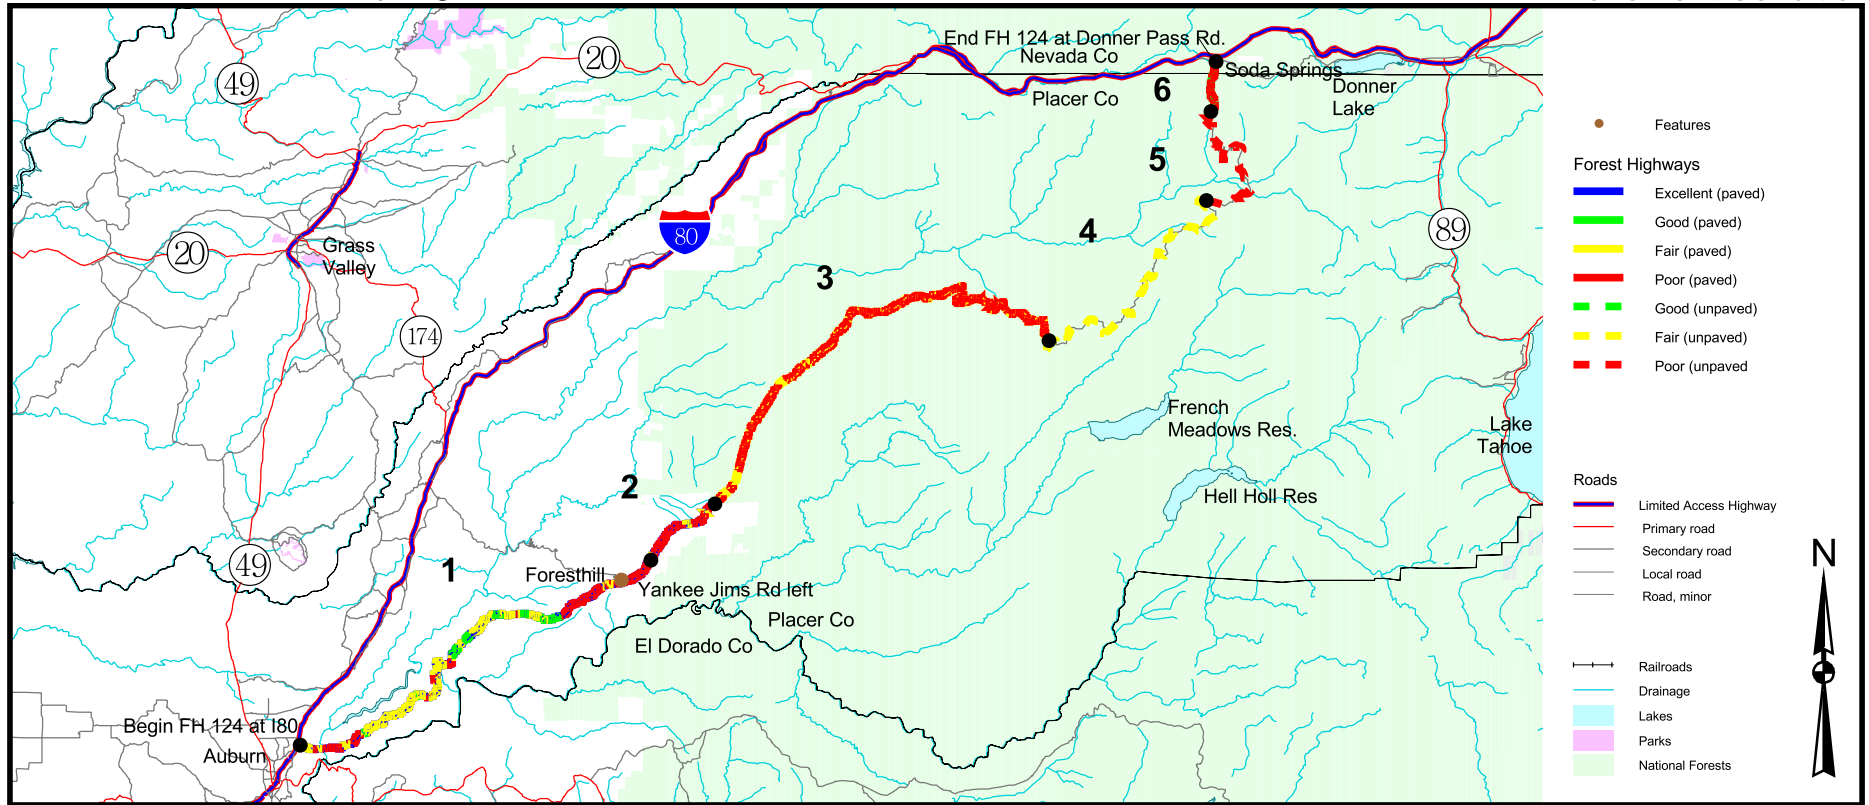 End FH 124 at Donner Pass Rd.
Nevada Co
20
49
Soda Springs
6
Donner
Lake
Placer Co
5
4
89
80
20
Grass
Valley
3
174
French
Meadows Res.
Lake
Tahoe
2
Hell Holl Res
49
1
Foresthill
Yankee Jims Rd left
Placer Co
El Dorado Co
Begin FH 124 at I80
Auburn
Features
Forest Highways
Excellent (paved)
Good (paved)
Fair (paved)
Poor (paved)
Good (unpaved)
Fair (unpaved)
Poor (unpaved
Roads
Limited Access Highway
Primary road
Secondary road
Local road
Road, minor
N
Railroads
Drainage
Lakes
Parks
National Forests